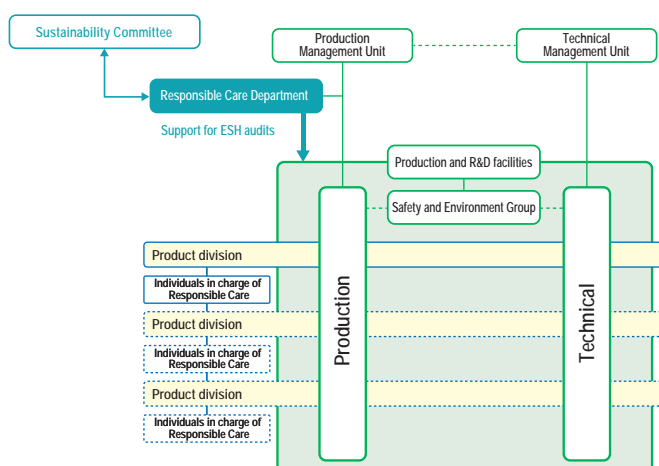 Sustainability Committee
Production
Management Unit
Technical
Management Unit
Responsible Care Department
Support for ESH audits
Production and R&D facilities
Safety and Environment Group
Production
Technical
Product division
Individuals in charge of
Responsible Care
Product division
Individuals in charge of
Responsible Care
Product division
Individuals in charge of
Responsible Care